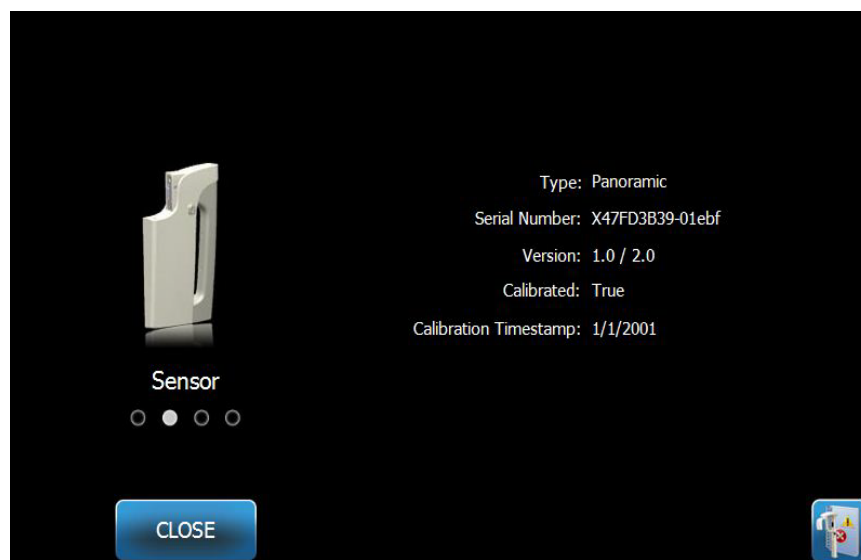 Type: Panoramic
Serial Number: X47FD3B39-01ebf
Version: 1.0 / 2.0
Calibrated: True
Calibration Timestamp: 1/1/2001
Sensor
CLOSE